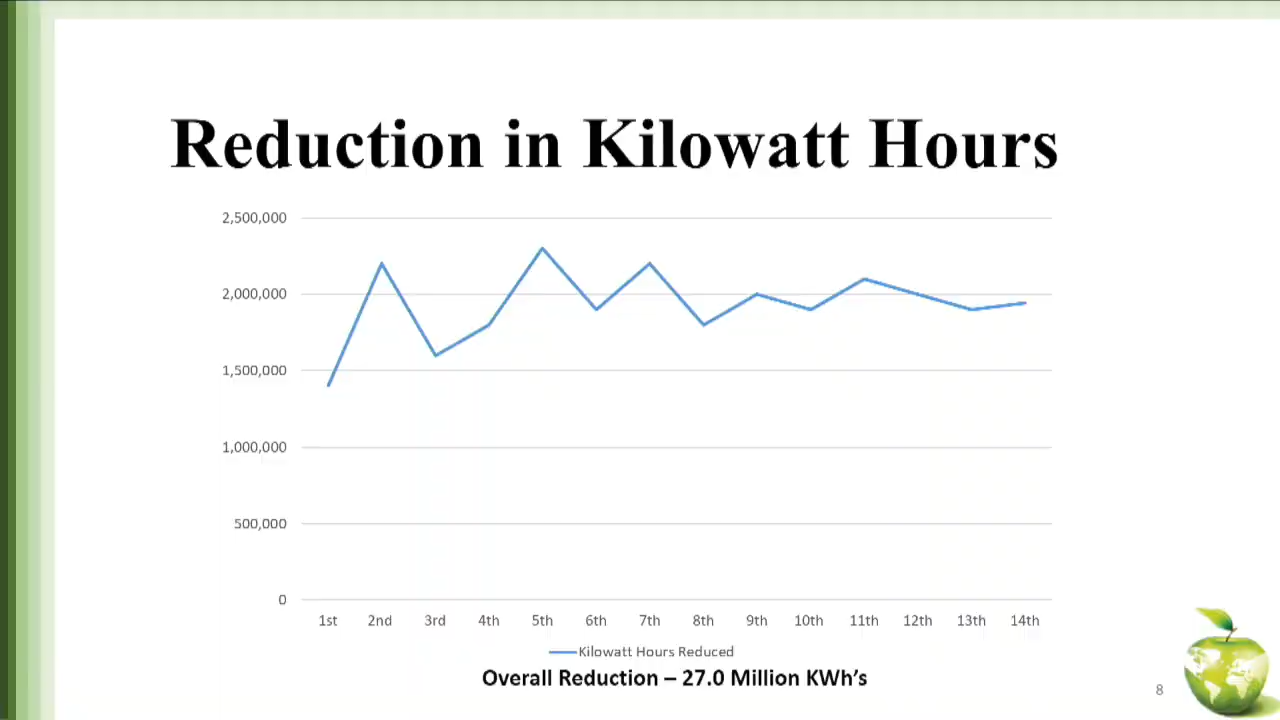 Reduction in Kilowatt Hours
2,500,000
2,000,000
1,500,000
1,000,000
500,000
0
1st 2nd 3rd 4th 5th 6th 7th 8th 9th 10th 11th 12th 13th 14th
Kilowatt Hours Reduced
Overall Reduction – 27.0 Million KWh’s
8